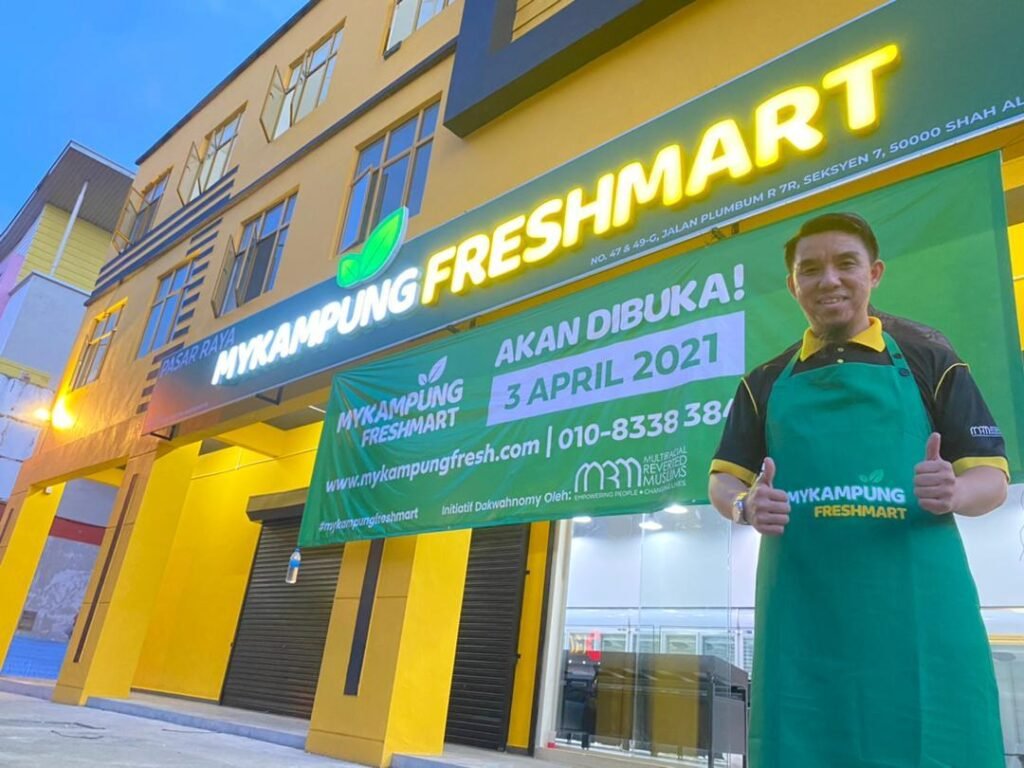 PASAR RAYA
MYKAMPUNG FRESHMART
NO. 47 & 49-G, JALAN PLUMBUM R 7R, SEKSYEN 7, 50000 SHAH AL
MYKAMPUNG
FRESHMART
AKAN DIBUKA!
3 APRIL 2021
www.mykampungfresh.com | 010-8338 384
Initiatif Dakwahnomy Oleh:
mrm
MULTIRACIAL
REVERTED
MUSLIMS
EMPOWERING PEOPLE • CHANGING LIVES
#mykampungfreshmart
MYKAMPUNG
FRESHMART
mrm